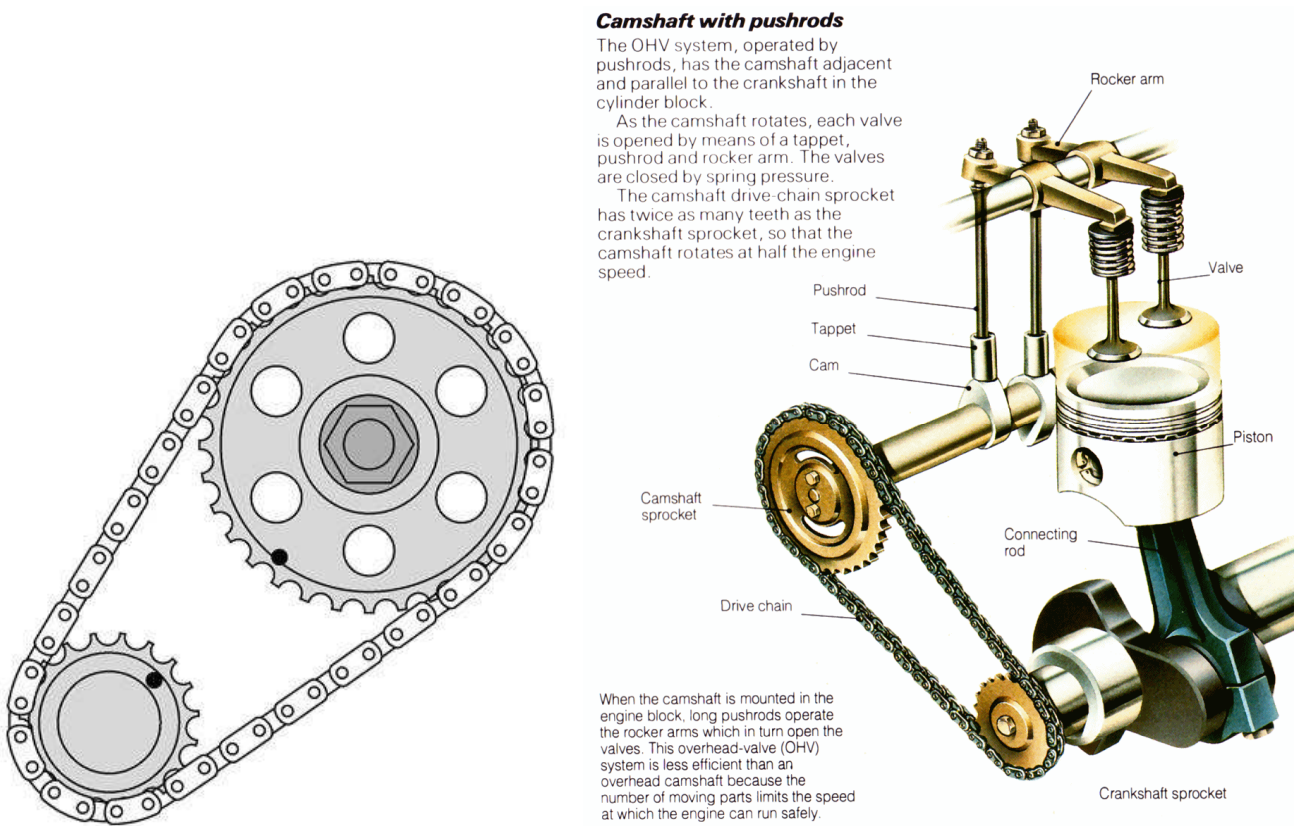 Camshaft with pushrods
The OHV system, operated by
pushrods, has the camshaft adjacent
and parallel to the crankshaft in the
cylinder block.
As the camshaft rotates, each valve
is opened by means of a tappet,
pushrod and rocker arm. The valves
are closed by spring pressure.
The camshaft drive-chain sprocket
has twice as many teeth as the
crankshaft sprocket, so that the
camshaft rotates at half the engine
speed.
Rocker arm
Valve
Pushrod
Tappet
Cam
Piston
Camshaft
sprocket
Connecting
rod
Drive chain
When the camshaft is mounted in the
engine block, long pushrods operate
the rocker arms which in turn open the
valves. This overhead-valve (OHV)
system is less efficient than an
overhead camshaft because the
number of moving parts limits the speed
at which the engine can run safely.
Crankshaft sprocket